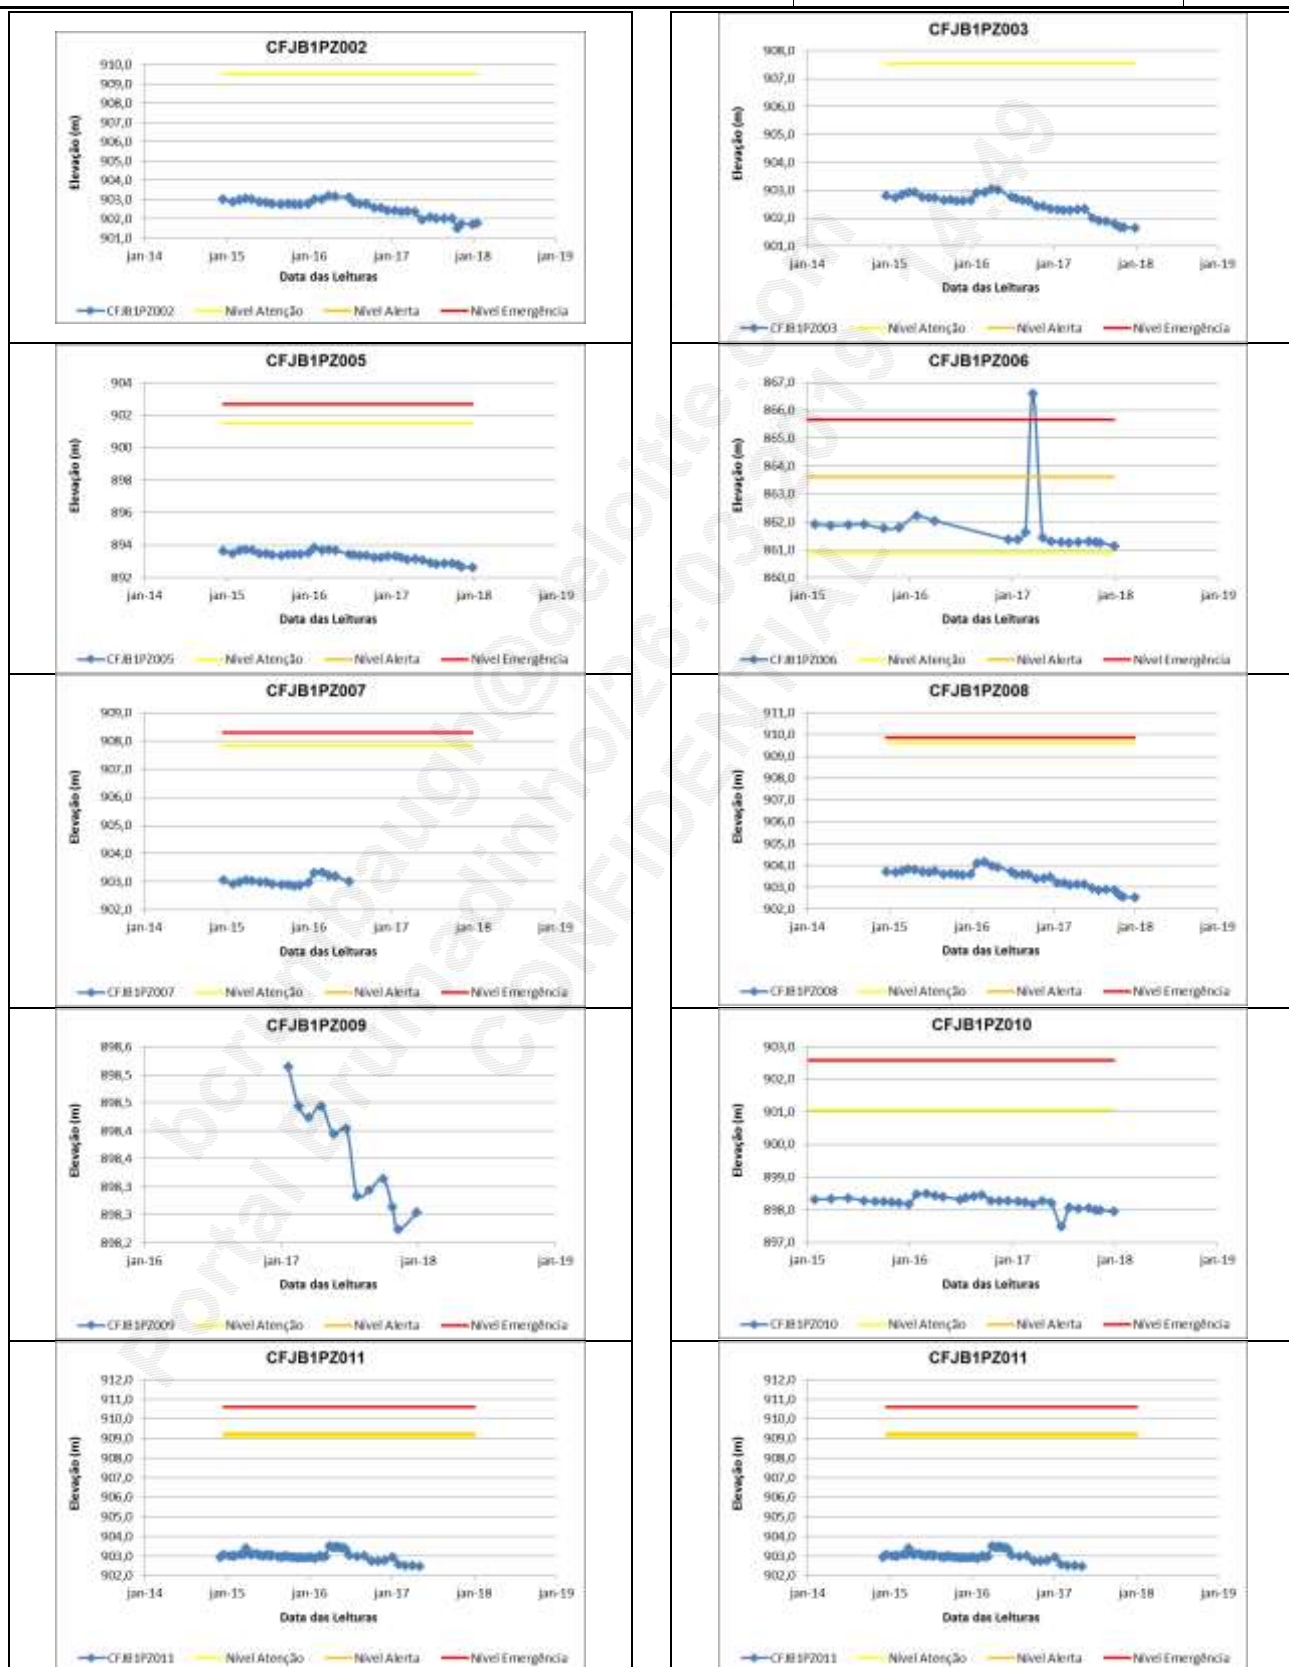 CFJB1PZ002
Elevação (m)
910,0
909,0
908,0
907,0
906,0
905,0
904,0
903,0
902,0
901,0
jan-14 jan-15 jan-16 jan-17 jan-18 jan-19
Data das Leituras
CFJB1PZ002 Nível Atenção Nível Alerta Nível Emergência
CFJB1PZ003
Elevação (m)
908,0
907,0
906,0
905,0
904,0
903,0
902,0
901,0
jan-14 jan-15 jan-16 jan-17 jan-18 jan-19
Data das Leituras
CFJB1PZ003 Nível Atenção Nível Alerta Nível Emergência
CFJB1PZ005
Elevação (m)
904
902
900
898
896
894
892
jan-14 jan-15 jan-16 jan-17 jan-18 jan-19
Data das Leituras
CFJB1PZ005 Nível Atenção Nível Alerta Nível Emergência
CFJB1PZ006
Elevação (m)
867,0
866,0
865,0
864,0
863,0
862,0
861,0
860,0
jan-15 jan-16 jan-17 jan-18 jan-19
Data das Leituras
CFJB1PZ006 Nível Atenção Nível Alerta Nível Emergência
CFJB1PZ007
Elevação (m)
909,0
908,0
907,0
906,0
905,0
904,0
903,0
902,0
jan-14 jan-15 jan-16 jan-17 jan-18 jan-19
Data das Leituras
CFJB1PZ007 Nível Atenção Nível Alerta Nível Emergência
CFJB1PZ008
Elevação (m)
911,0
910,0
909,0
908,0
907,0
906,0
905,0
904,0
903,0
902,0
jan-14 jan-15 jan-16 jan-17 jan-18 jan-19
Data das Leituras
CFJB1PZ008 Nível Atenção Nível Alerta Nível Emergência
CFJB1PZ009
Elevação (m)
898,6
898,5
898,5
898,4
898,4
898,3
898,3
898,2
jan-16 jan-17 jan-18 jan-19
Data das Leituras
CFJB1PZ009 Nível Atenção Nível Alerta Nível Emergência
CFJB1PZ010
Elevação (m)
903,0
902,0
901,0
900,0
899,0
898,0
897,0
jan-15 jan-16 jan-17 jan-18 jan-19
Data das Leituras
CFJB1PZ010 Nível Atenção Nível Alerta Nível Emergência
CFJB1PZ011
Elevação (m)
912,0
911,0
910,0
909,0
908,0
907,0
906,0
905,0
904,0
903,0
902,0
jan-14 jan-15 jan-16 jan-17 jan-18 jan-19
Data das Leituras
CFJB1PZ011 Nível Atenção Nível Alerta Nível Emergência
CFJB1PZ011
Elevação (m)
912,0
911,0
910,0
909,0
908,0
907,0
906,0
905,0
904,0
903,0
902,0
jan-14 jan-15 jan-16 jan-17 jan-18 jan-19
Data das Leituras
CFJB1PZ011 Nível Atenção Nível Alerta Nível Emergência
bcrumbaugh@deloitte.com
Portal Brumadinho/26:03:2019 14:49
CONFIDENTIAL